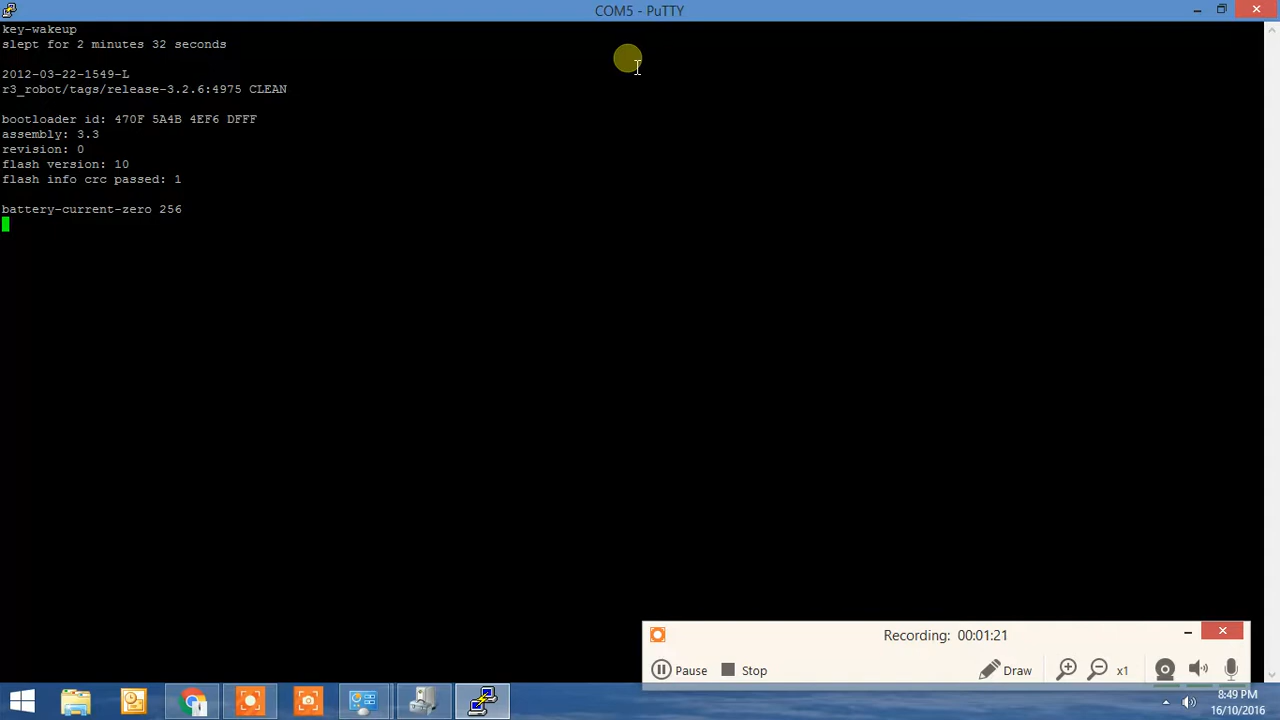 COM5 - PuTTY
key-wakeup
slept for 2 minutes 32 seconds
2012-03-22-1549-L
r3_robot/tags/release-3.2.6:4975 CLEAN
bootloader id: 470F 5A4B 4EF6 DFFF
assembly: 3.3
revision: 0
flash version: 10
flash info crc passed: 1
battery-current-zero 256
Recording: 00:01:21
Pause Stop Draw x1
8:49 PM
16/10/2016